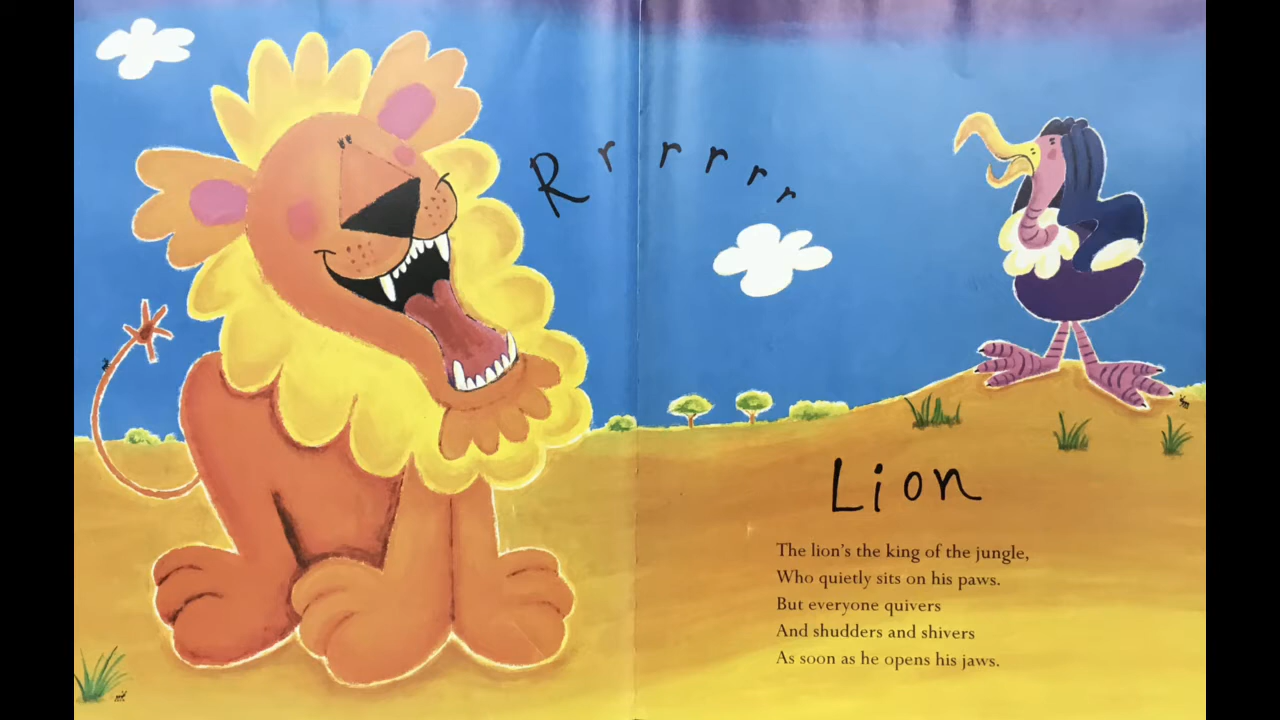 Rrrrrr
Lion
The lion's the king of the jungle,
Who quietly sits on his paws.
But everyone quivers
And shudders and shivers
As soon as he opens his jaws.